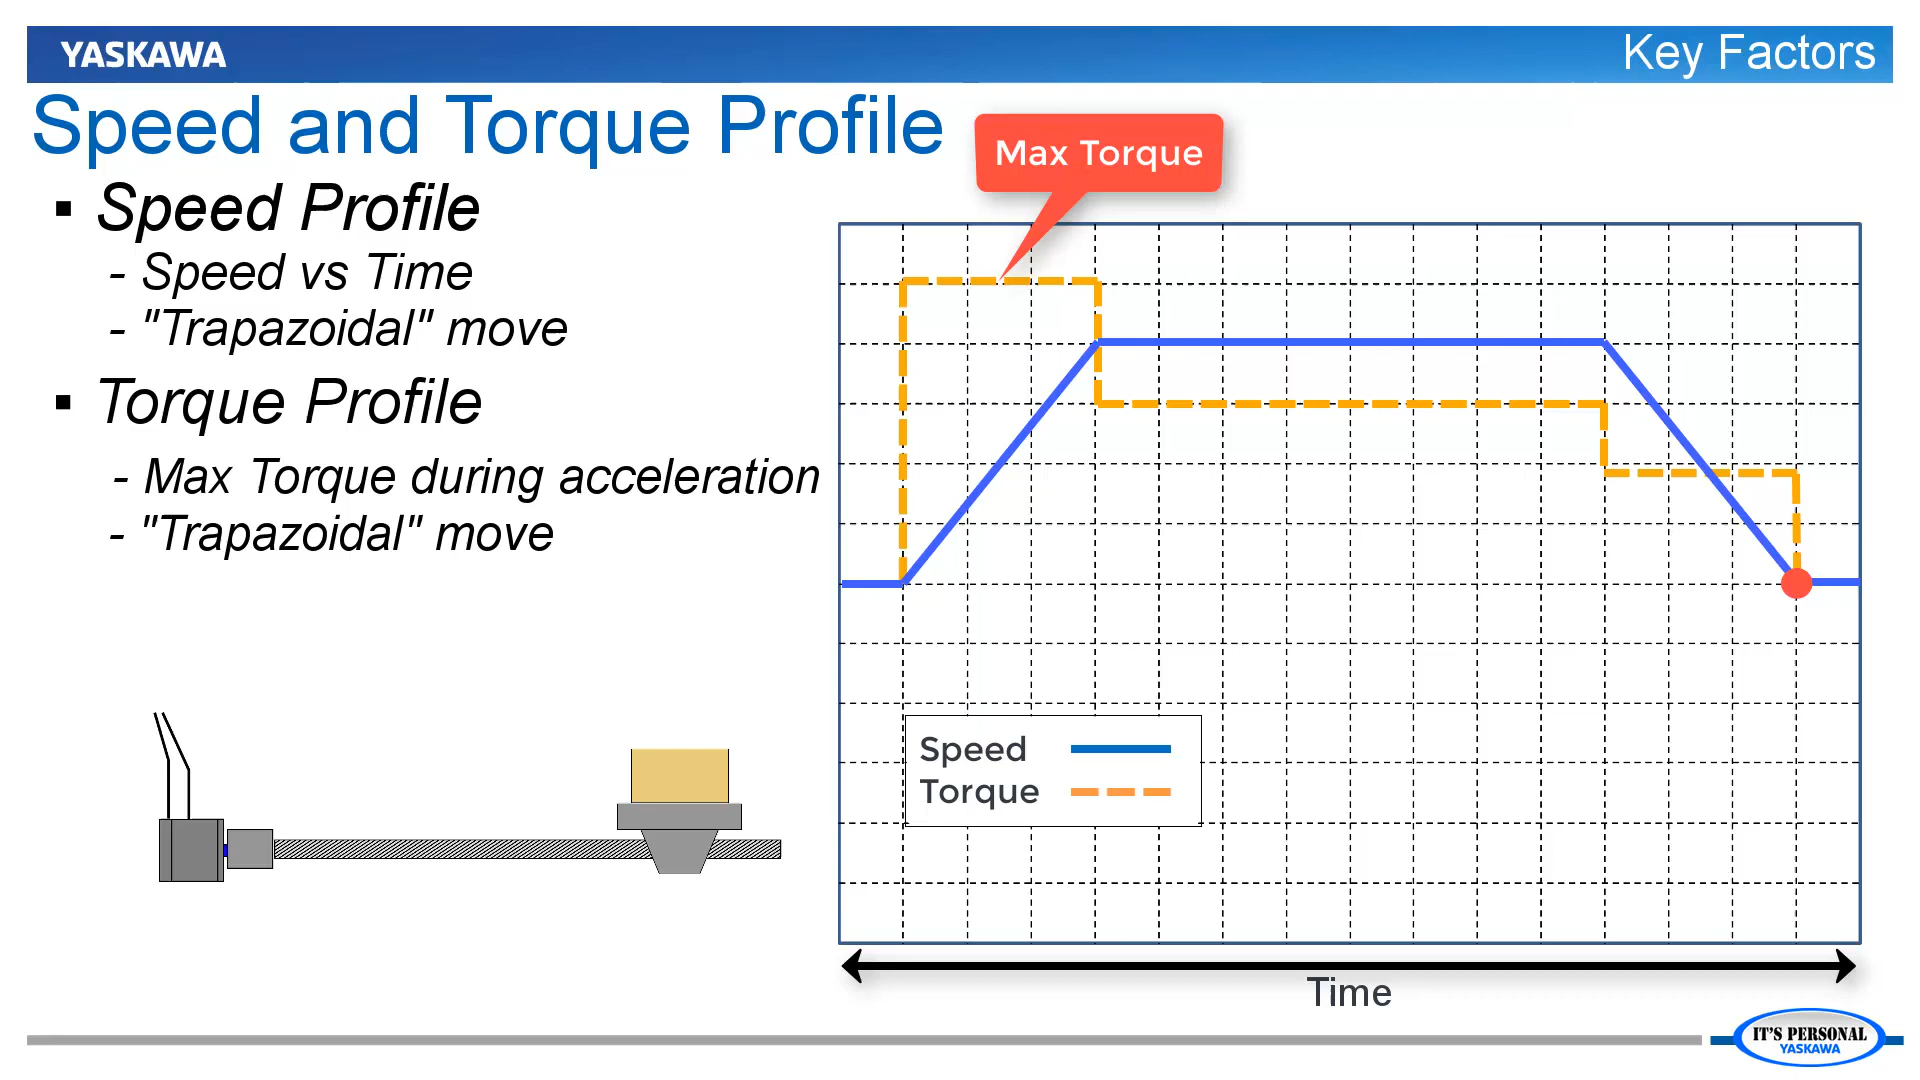 YASKAWA
Key Factors
Speed and Torque Profile
Max Torque
▪ Speed Profile
- Speed vs Time
- "Trapazoidal" move
▪ Torque Profile
- Max Torque during acceleration
- "Trapazoidal" move
Speed
Torque
Time
IT'S PERSONAL
YASKAWA